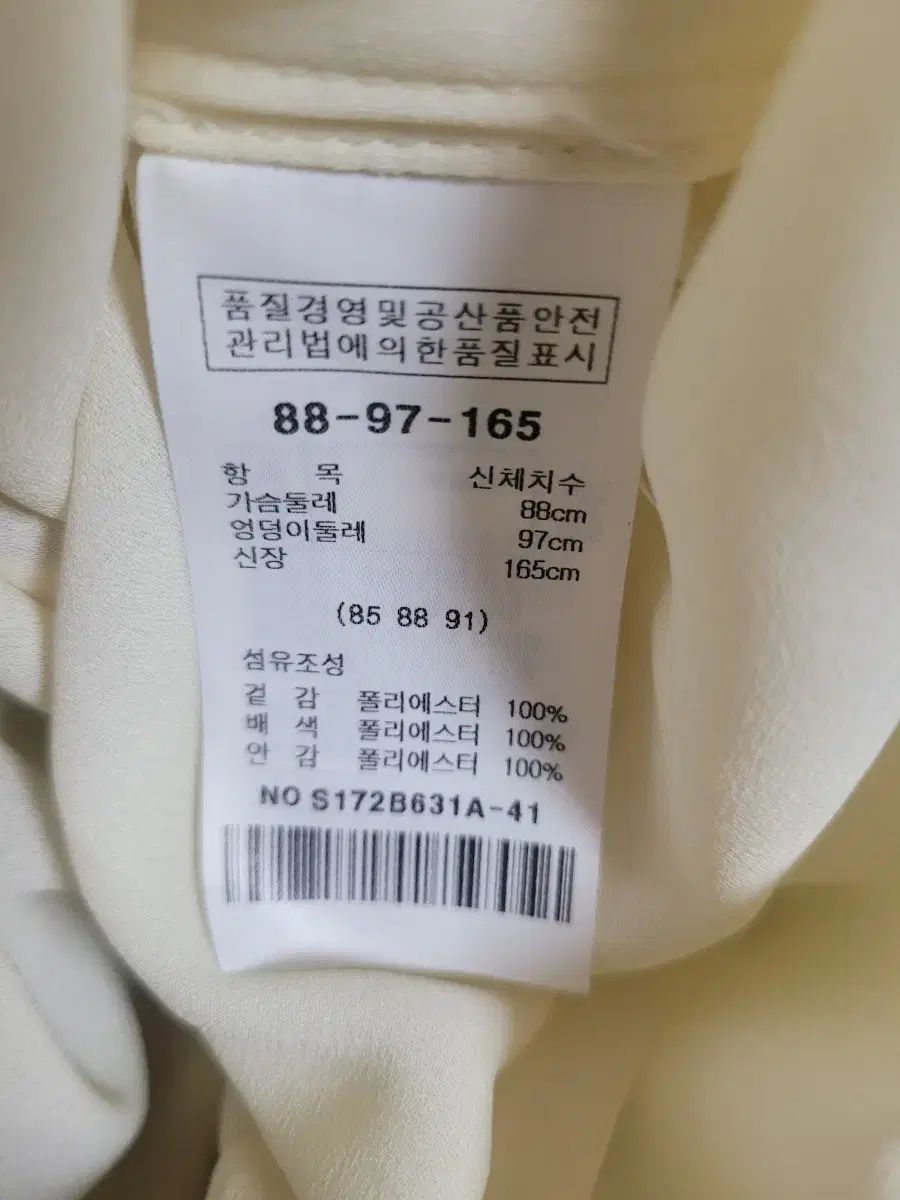 품질경영및공산품안전
관리법에의한품질표시
88-97-165
항 목 신체치수
가슴둘레 88cm
엉덩이둘레 97cm
신장 165cm
(85 88 91)
섬유조성
겉 감 폴리에스터 100%
배 색 폴리에스터 100%
안 감 폴리에스터 100%
NO S172B631A-41